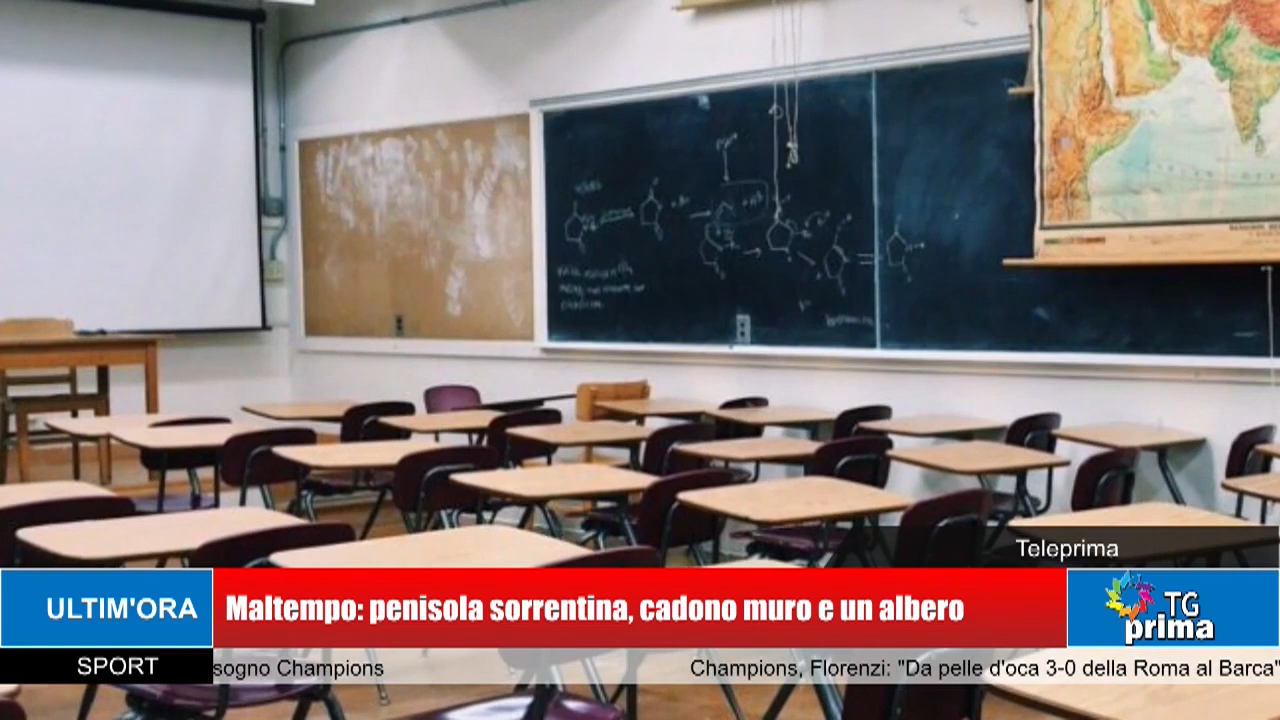 Teleprima
ULTIM'ORA
Maltempo: penisola sorrentina, cadono muro e un albero
TG
prima
SPORT
sogno Champions
Champions, Florenzi: "Da pelle d'oca 3-0 della Roma al Barca"